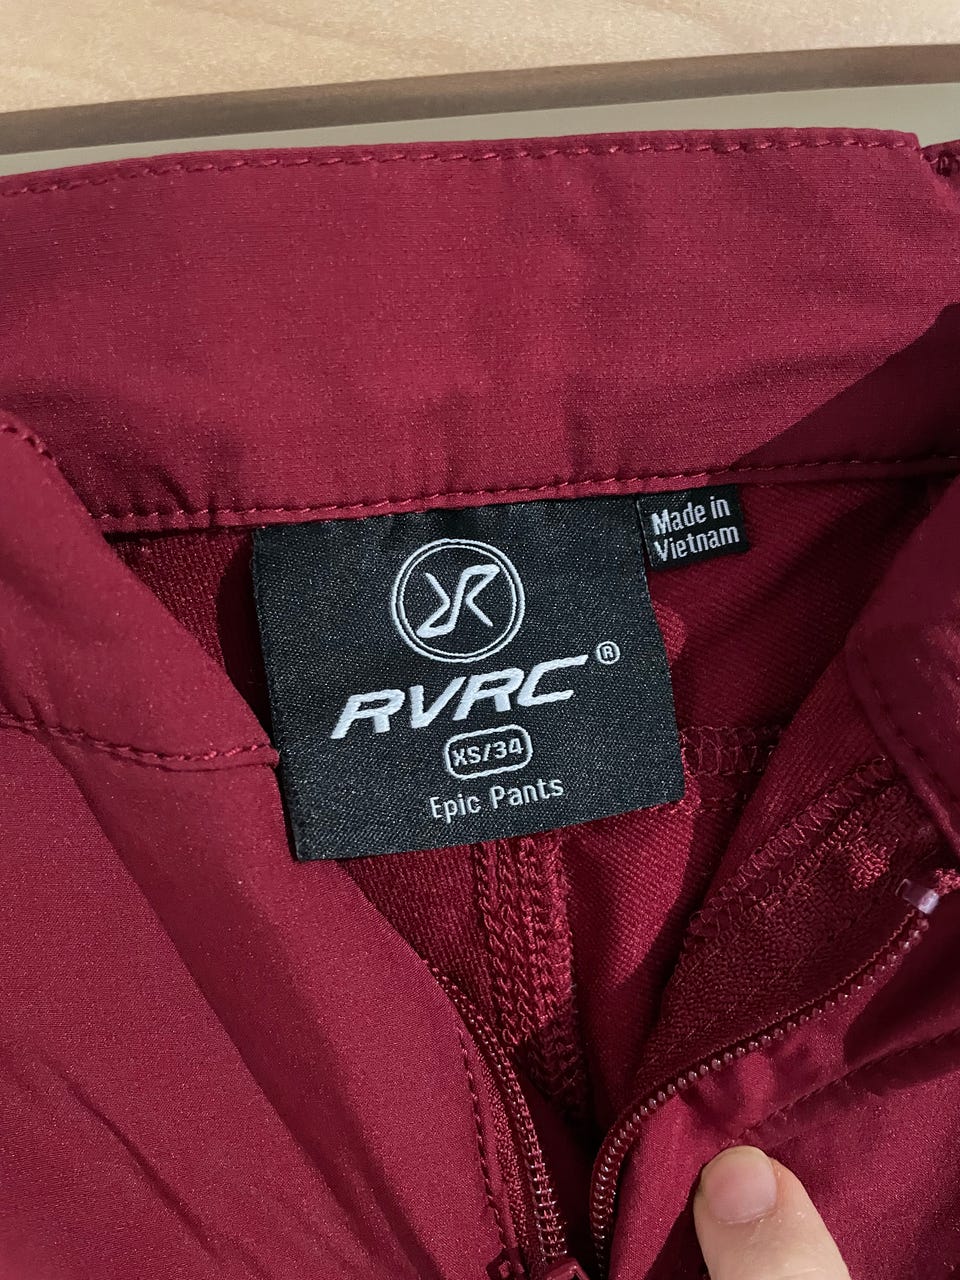 Made in
Vietnam
RVRC®
XS/34
Epic Pants